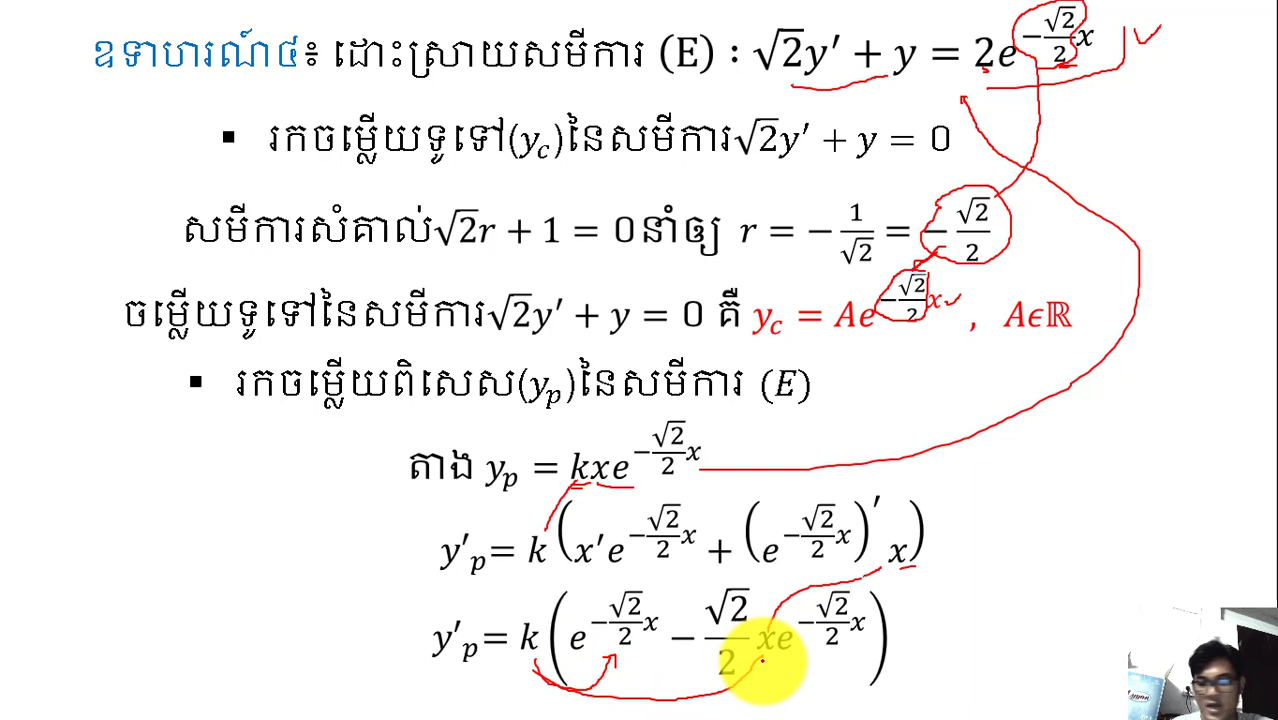 ឧទាហរណ៍៤៖ ដោះស្រាយសមីការ (E) : √2y′ + y = 2e^(−(√2/2)x)
▪ រកចម្លើយទូទៅ(y_c)នៃសមីការ√2y′ + y = 0
សមីការសំគាល់√2r + 1 = 0នាំឲ្យ r = −1/√2 = −√2/2
ចម្លើយទូទៅនៃសមីការ√2y′ + y = 0 គឺ y_c = Ae^(−(√2/2)x) , Aϵℝ
▪ រកចម្លើយពិសេស(y_p)នៃសមីការ (E)
តាង y_p = kxe^(−(√2/2)x)
y′_p= k(x′e^(−(√2/2)x) + (e^(−(√2/2)x))′x)
y′_p= k(e^(−(√2/2)x) − (√2/2)xe^(−(√2/2)x))